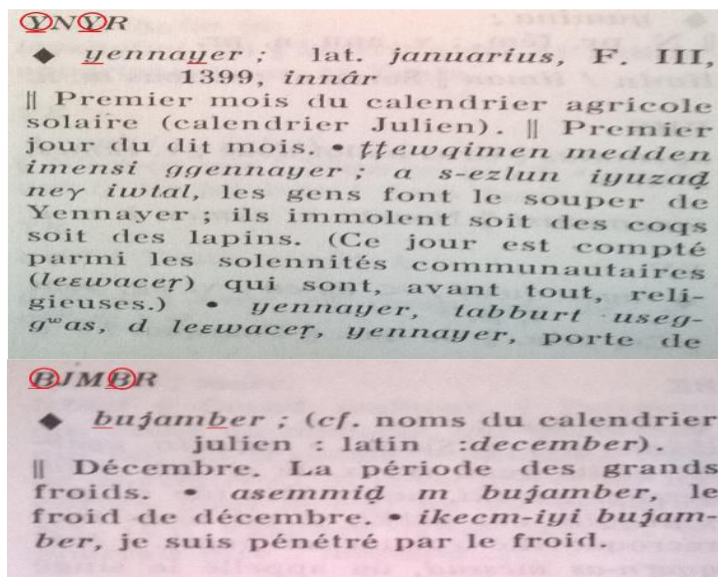 YNYR
◆ yennayer ; lat. januarius, F. III,
1399, innâr
‖ Premier mois du calendrier agricole
solaire (calendrier Julien). ‖ Premier
jour du dit mois. • ṭṭewqimen medden
imensi ggennayer ; a s-ezlun iyuzaḍ
neγ iwtal, les gens font le souper de
Yennayer ; ils immolent soit des coqs
soit des lapins. (Ce jour est compté
parmi les solennités communautaires
(leεwaceṛ) qui sont, avant tout, reli-
gieuses.) • yennayer, tabburt useg-
gʷas, d leεwaceṛ, yennayer, porte de
BJMBR
◆ bujamber ; (cf. noms du calendrier
julien : latin :december).
‖ Décembre. La période des grands
froids. • asemmiḍ m bujamber, le
froid de décembre. • ikecm-iyi bujam-
ber, je suis pénétré par le froid.